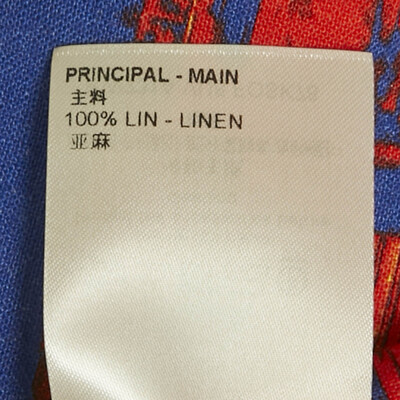 PRINCIPAL - MAIN
主料
100% LIN - LINEN
亚麻